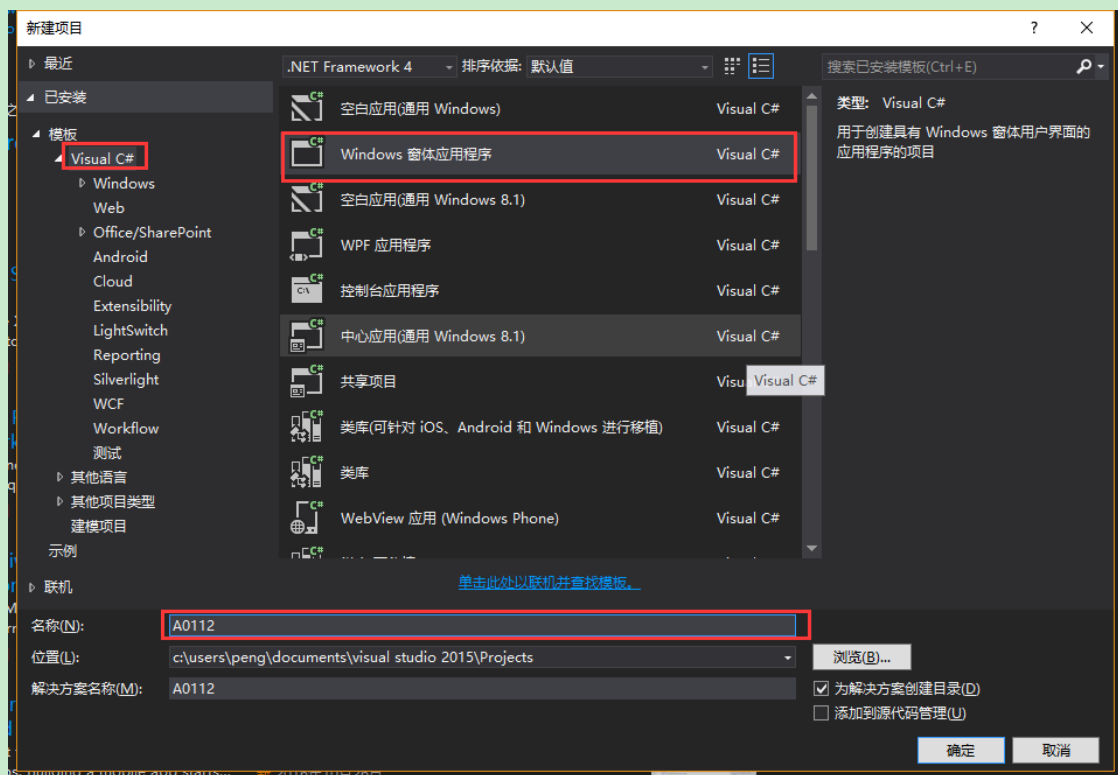 新建项目
?
最近
.NET Framework 4
排序依据: 默认值
搜索已安装模板(Ctrl+E)
已安装
模板
Visual C#
Windows
Web
Office/SharePoint
Android
Cloud
Extensibility
LightSwitch
Reporting
Silverlight
WCF
Workflow
测试
其他语言
其他项目类型
建模项目
示例
联机
空白应用(通用 Windows) Visual C#
Windows 窗体应用程序 Visual C#
空白应用(通用 Windows 8.1) Visual C#
WPF 应用程序 Visual C#
控制台应用程序 Visual C#
中心应用(通用 Windows 8.1) Visual C#
共享项目 Visu
Visual C#
类库(可针对 iOS、Android 和 Windows 进行移植) Visual C#
类库 Visual C#
WebView 应用 (Windows Phone) Visual C#
单击此处以联机并查找模板。
类型: Visual C#
用于创建具有 Windows 窗体用户界面的
应用程序的项目
名称(N): A0112
位置(L): c:\users\peng\documents\visual studio 2015\Projects
浏览(B)...
解决方案名称(M): A0112
为解决方案创建目录(D)
添加到源代码管理(U)
确定
取消